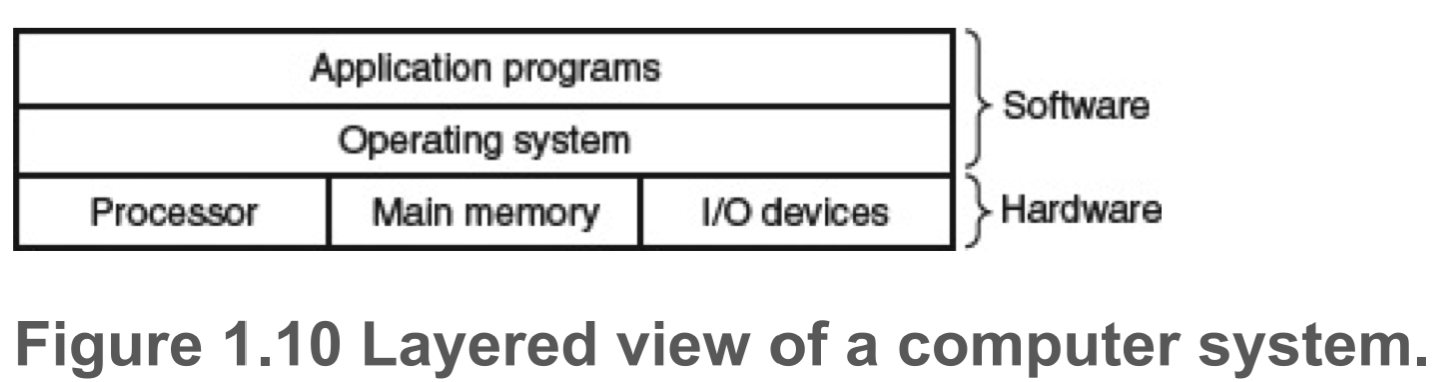 Application programs
Software
Operating system
Processor Main memory I/O devices Hardware
Figure 1.10 Layered view of a computer system.